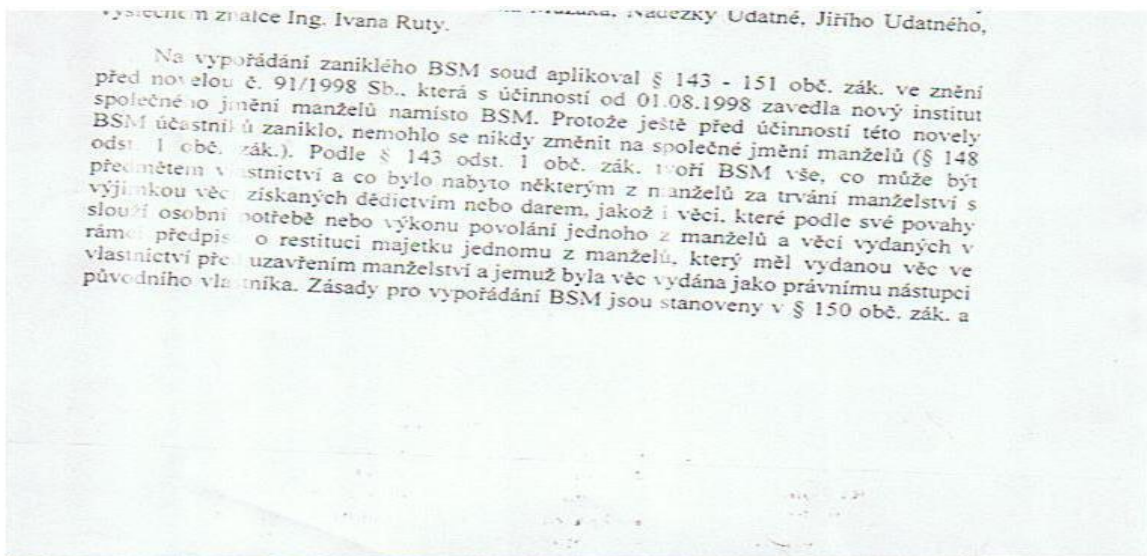 Nadezky Udatné, Jiřího Udatného,
znalce Ing. Ivana Ruty.
Na vypořádání zaniklého BSM soud aplikoval § 143 - 151 obč. zák. ve znění
před novelou č. 91/1998 Sb., která s účinností od 01.08.1998 zavedla nový institut
společného jmění manželů namísto BSM. Protože ještě před účinností této novely
BSM účastníků zaniklo, nemohlo se nikdy změnit na společné jmění manželů (§ 148
odst. 1 obč. zák.). Podle § 143 odst. 1 obč. zák. tvoří BSM vše, co může být
předmětem vlastnictví a co bylo nabyto některým z manželů za trvání manželství s
výjimkou věcí získaných dědictvím nebo darem, jakož i věci, které podle své povahy
slouží osobní potřebě nebo výkonu povolání jednoho z manželů a věcí vydaných v
rámci předpisů o restituci majetku jednomu z manželů, který měl vydanou věc ve
vlastnictví před uzavřením manželství a jemuž byla věc vydána jako právnímu nástupci
původního vlastníka. Zásady pro vypořádání BSM jsou stanoveny v § 150 obč. zák. a